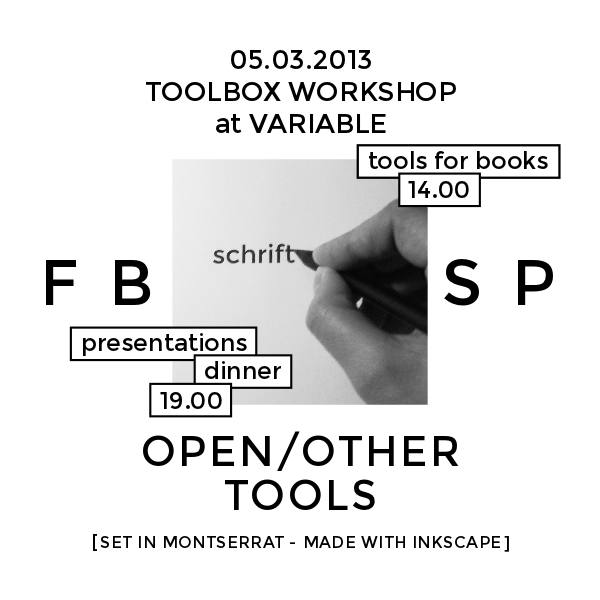 05.03.2013
TOOLBOX WORKSHOP
at VARIABLE
tools for books
14.00
schrift
F B S P
presentations
dinner
19.00
OPEN/OTHER
TOOLS
[SET IN MONTSERRAT - MADE WITH INKSCAPE]